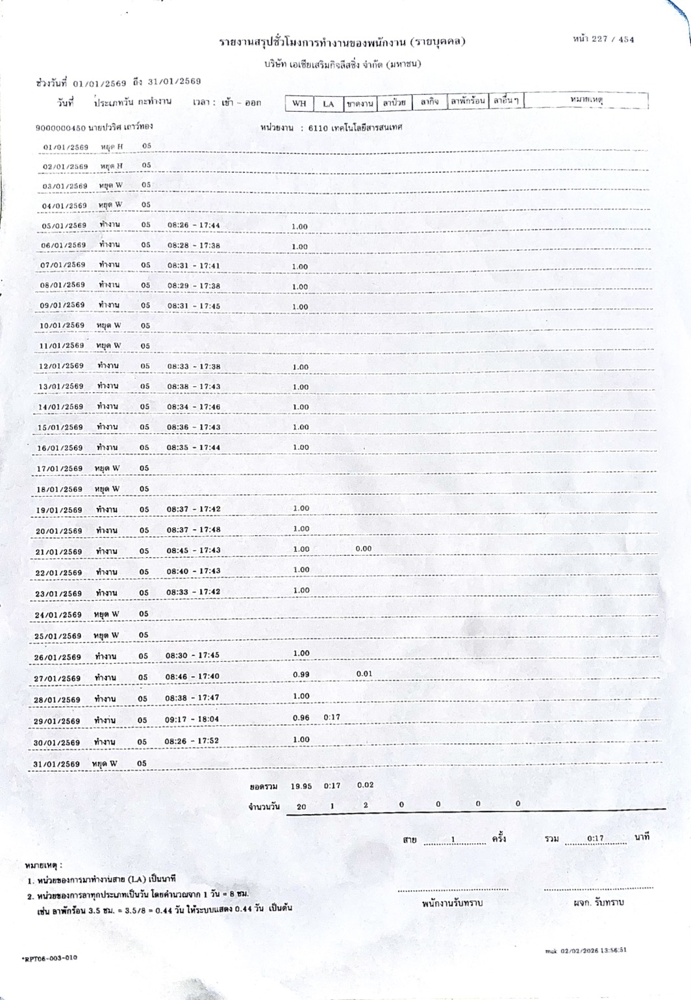 รายงานสรุปชั่วโมงการทำงานของพนักงาน (รายบุคคล) หน้า 227 / 454
บริษัท เอเซียเสริมกิจลีสซิ่ง จำกัด (มหาชน)
ช่วงวันที่ 01/01/2569 ถึง 31/01/2569
วันที่ ประเภทวัน กะทำงาน เวลา : เข้า - ออก WH LA ขาดงาน ลาป่วย ลากิจ ลาพักร้อน ลาอื่นๆ หมายเหตุ
9000000450 นายปวริศ เถาว์ทอง หน่วยงาน : 6110 เทคโนโลยีสารสนเทศ
01/01/2569 หยุด H 05
02/01/2569 หยุด H 05
03/01/2569 หยุด W 05
04/01/2569 หยุด W 05
05/01/2569 ทำงาน 05 08:26 - 17:44 1.00
06/01/2569 ทำงาน 05 08:28 - 17:38 1.00
07/01/2569 ทำงาน 05 08:31 - 17:41 1.00
08/01/2569 ทำงาน 05 08:29 - 17:38 1.00
09/01/2569 ทำงาน 05 08:31 - 17:45 1.00
10/01/2569 หยุด W 05
11/01/2569 หยุด W 05
12/01/2569 ทำงาน 05 08:33 - 17:38 1.00
13/01/2569 ทำงาน 05 08:38 - 17:43 1.00
14/01/2569 ทำงาน 05 08:34 - 17:46 1.00
15/01/2569 ทำงาน 05 08:36 - 17:43 1.00
16/01/2569 ทำงาน 05 08:35 - 17:44 1.00
17/01/2569 หยุด W 05
18/01/2569 หยุด W 05
19/01/2569 ทำงาน 05 08:37 - 17:42 1.00
20/01/2569 ทำงาน 05 08:37 - 17:48 1.00
21/01/2569 ทำงาน 05 08:45 - 17:43 1.00 0.00
22/01/2569 ทำงาน 05 08:40 - 17:43 1.00
23/01/2569 ทำงาน 05 08:33 - 17:42 1.00
24/01/2569 หยุด W 05
25/01/2569 หยุด W 05
26/01/2569 ทำงาน 05 08:30 - 17:45 1.00
27/01/2569 ทำงาน 05 08:46 - 17:40 0.99 0.01
28/01/2569 ทำงาน 05 08:38 - 17:47 1.00
29/01/2569 ทำงาน 05 09:17 - 18:04 0.96 0:17
30/01/2569 ทำงาน 05 08:26 - 17:52 1.00
31/01/2569 หยุด W 05
ยอดรวม 19.95 0:17 0.02
จำนวนวัน 20 1 2 0 0 0 0
สาย 1 ครั้ง รวม 0:17 นาที
หมายเหตุ :
1. หน่วยของการมาทำงานสาย (LA) เป็นนาที
2. หน่วยของการลาทุกประเภทเป็นวัน โดยคำนวณจาก 1 วัน = 8 ชม.
เช่น ลาพักร้อน 3.5 ชม. = 3.5/8 = 0.44 วัน ให้ระบบแสดง 0.44 วัน เป็นต้น
พนักงานรับทราบ ผจก. รับทราบ
*RPT06-003-010 muk 02/02/2026 13:56:51